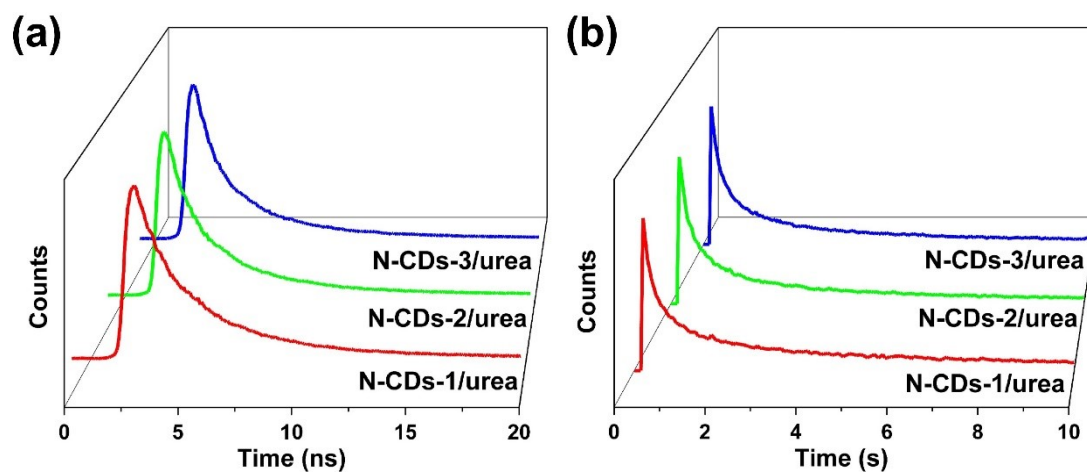 (a)
Counts
N-CDs-3/urea
N-CDs-2/urea
N-CDs-1/urea
0 5 10 15 20
Time (ns)
(b)
Counts
N-CDs-3/urea
N-CDs-2/urea
N-CDs-1/urea
0 2 4 6 8 10
Time (s)